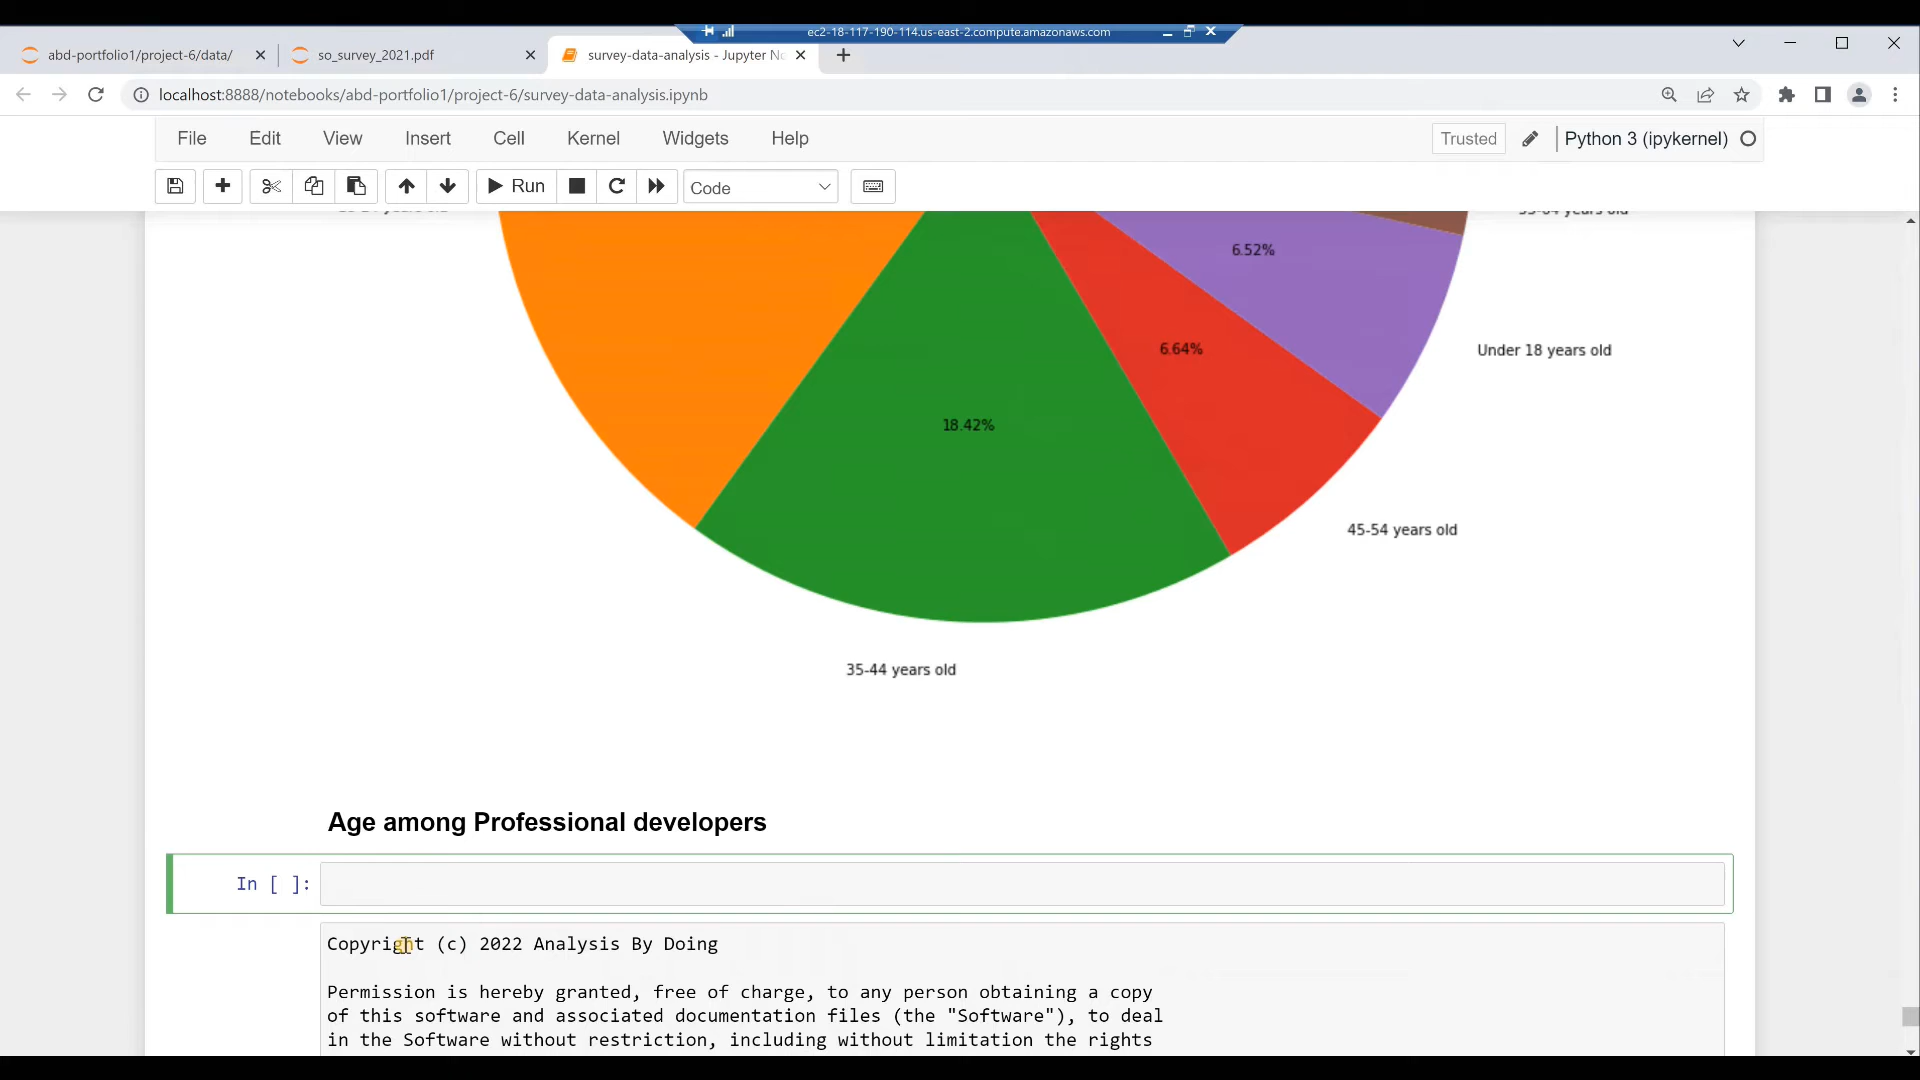 ec2-18-117-190-114.us-east-2.compute.amazonaws.com
abd-portfolio1/project-6/data/
so_survey_2021.pdf
survey-data-analysis - Jupyter No
localhost:8888/notebooks/abd-portfolio1/project-6/survey-data-analysis.ipynb
File Edit View Insert Cell Kernel Widgets Help
Trusted
Python 3 (ipykernel)
Run
Code
6.52%
Under 18 years old
6.64%
18.42%
45-54 years old
35-44 years old
Age among Professional developers
In [ ]:
Copyright (c) 2022 Analysis By Doing
Permission is hereby granted, free of charge, to any person obtaining a copy
of this software and associated documentation files (the "Software"), to deal
in the Software without restriction, including without limitation the rights